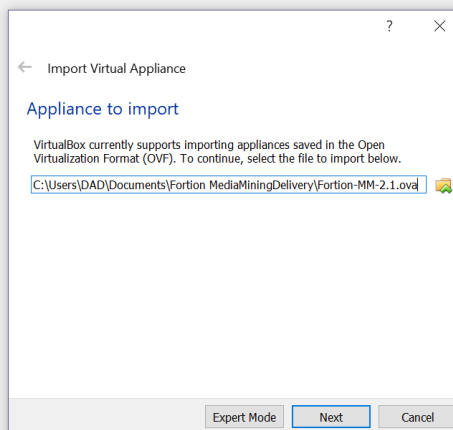 ?
Import Virtual Appliance
Appliance to import
VirtualBox currently supports importing appliances saved in the Open
Virtualization Format (OVF). To continue, select the file to import below.
C:\Users\DAD\Documents\Fortion MediaMiningDelivery\Fortion-MM-2.1.ova
Expert Mode Next Cancel